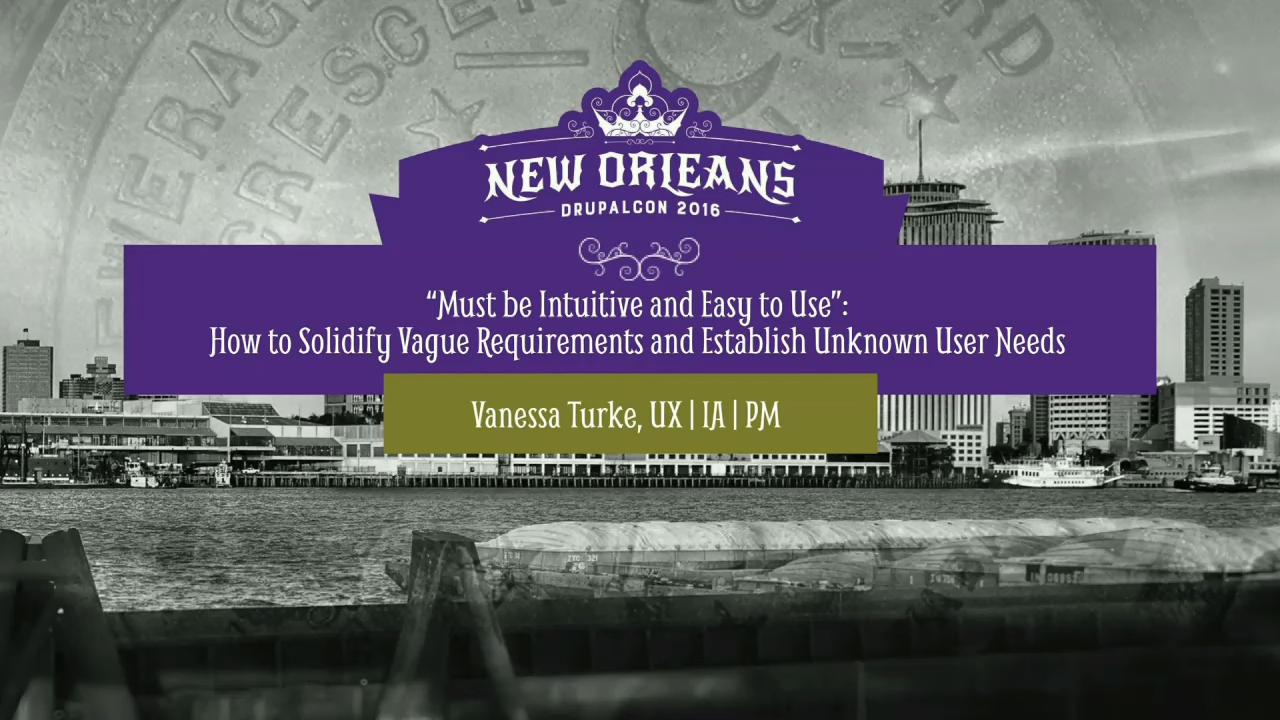 NEW ORLEANS
DRUPALCON 2016
“Must be Intuitive and Easy to Use”:
How to Solidify Vague Requirements and Establish Unknown User Needs
Vanessa Turke, UX | IA | PM